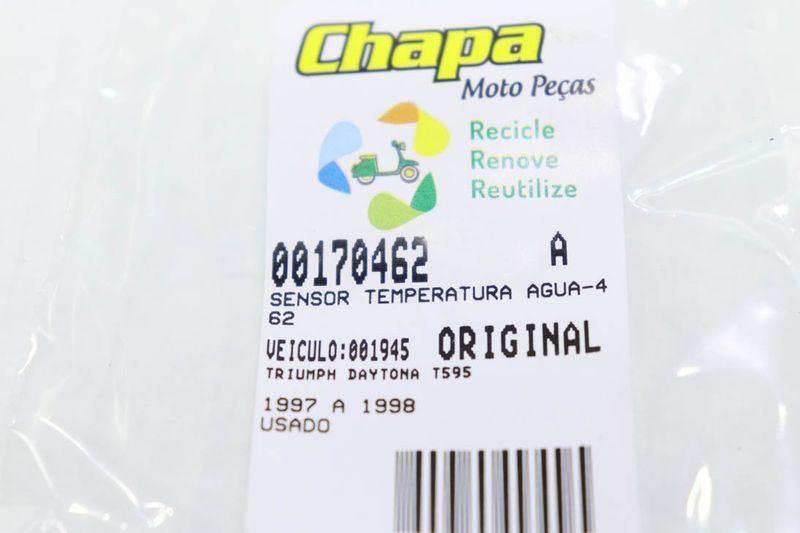 Chapa
Moto Peças
Recicle
Renove
Reutilize
00170462 A
SENSOR TEMPERATURA AGUA-4
62
VEICULO:001945 ORIGINAL
TRIUMPH DAYTONA T595
1997 A 1998
USADO